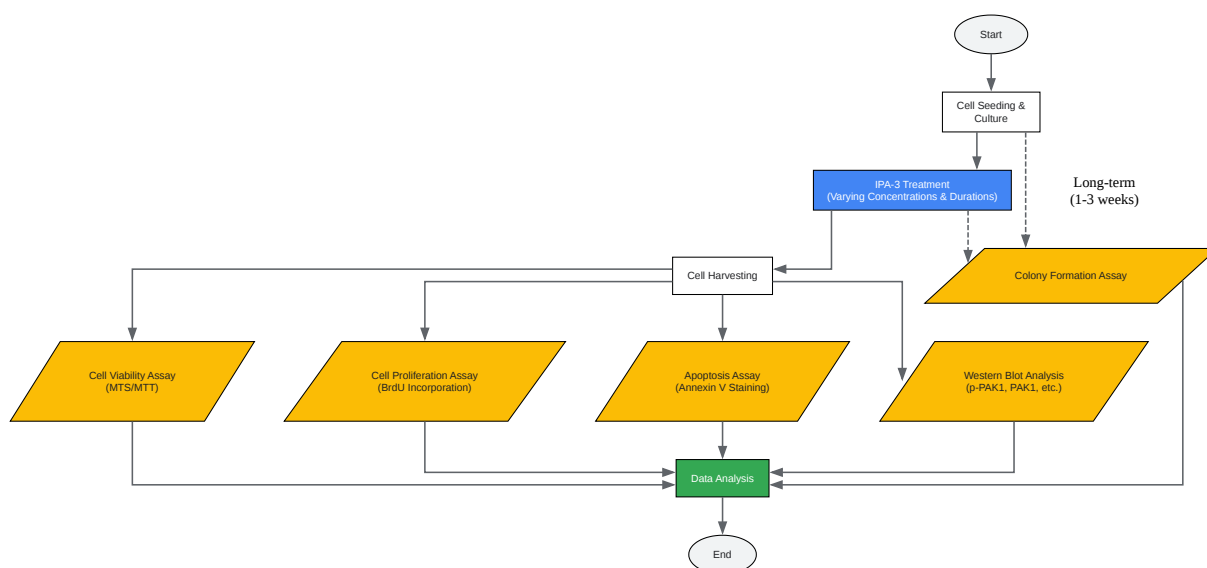 Start
Cell Seeding &
Culture
IPA-3 Treatment
(Varying Concentrations & Durations)
Long-term
(1-3 weeks)
Cell Harvesting
Colony Formation Assay
Cell Viability Assay
(MTS/MTT)
Cell Proliferation Assay
(BrdU Incorporation)
Apoptosis Assay
(Annexin V Staining)
Western Blot Analysis
(p-PAK1, PAK1, etc.)
Data Analysis
End